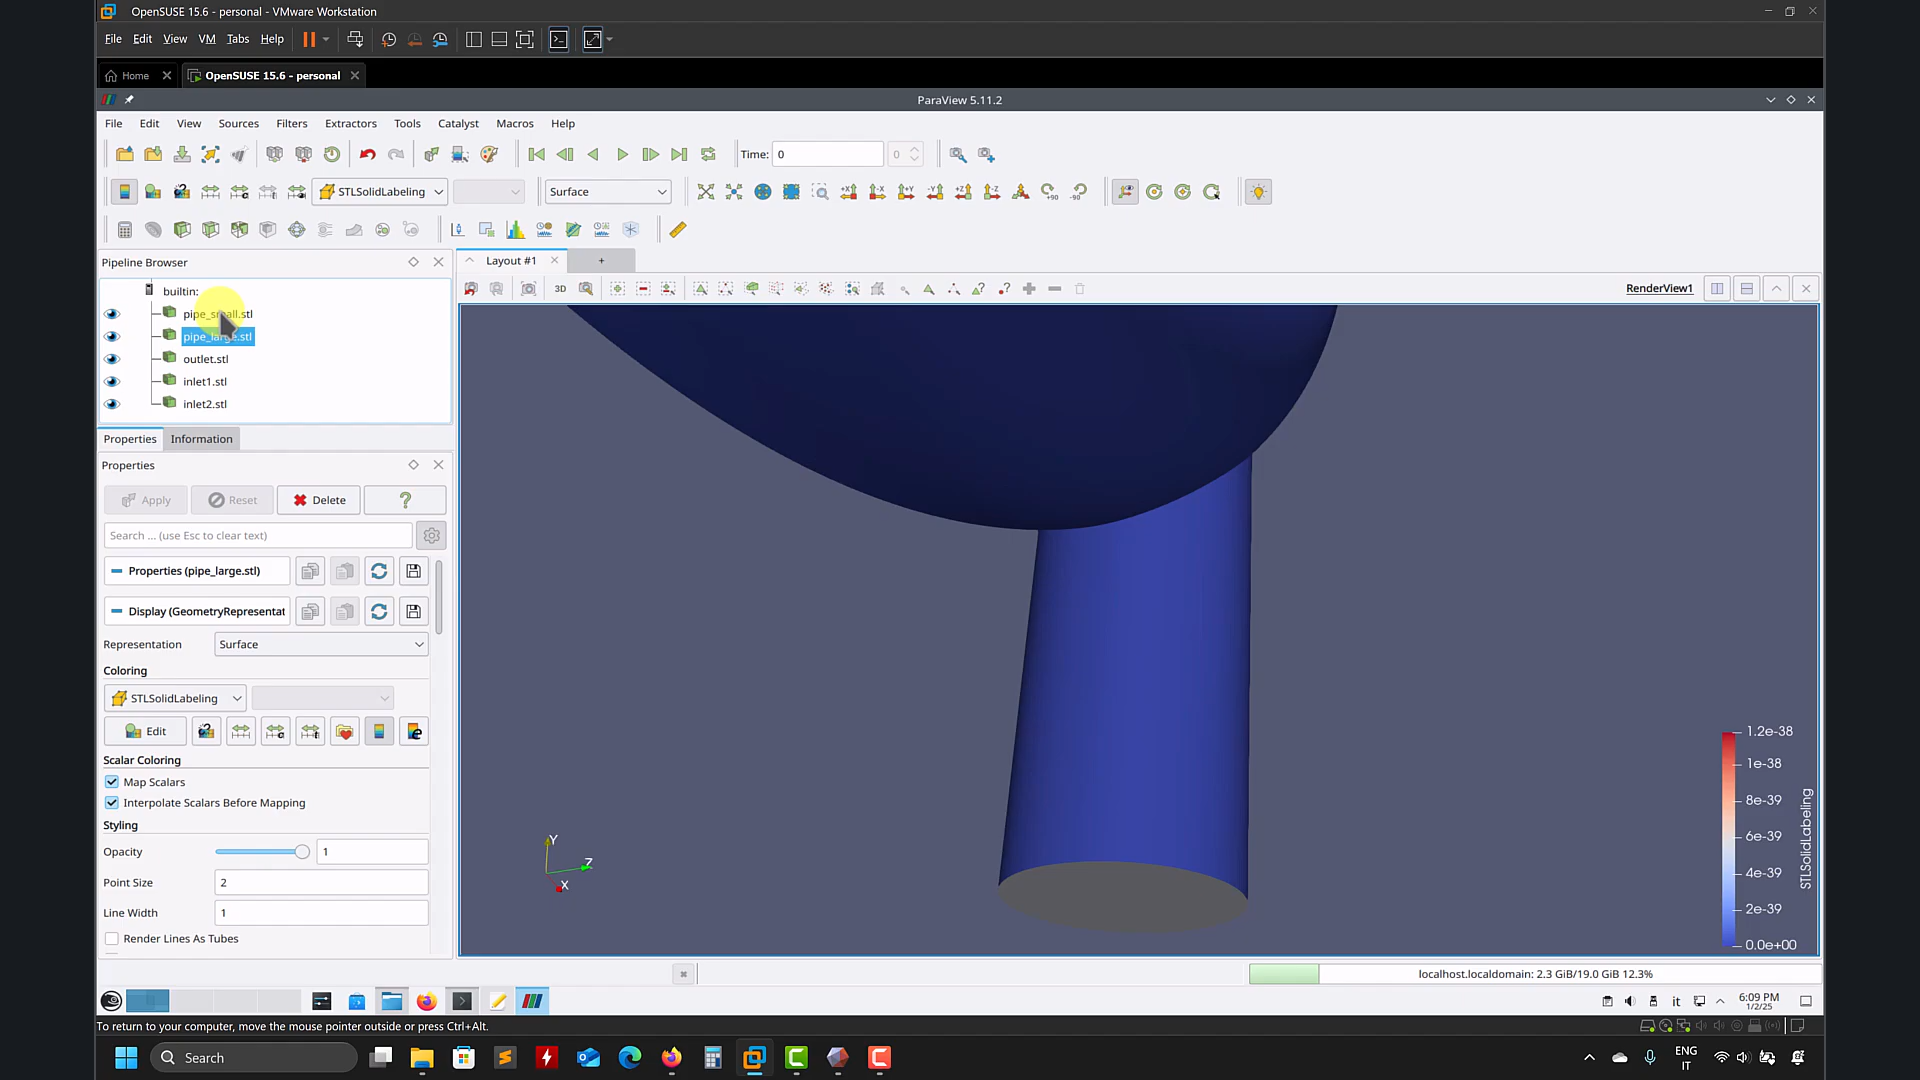 OpenSUSE 15.6 - personal - VMware Workstation
File Edit View VM Tabs Help
Home
OpenSUSE 15.6 - personal
ParaView 5.11.2
File Edit View Sources Filters Extractors Tools Catalyst Macros Help
Time: 0 0
STLSolidLabeling Surface
+X -X +Y -Y +Z -Z +90 -90
Pipeline Browser
Layout #1 +
3D
RenderView1
builtin:
pipe_small.stl
pipe_large.stl
outlet.stl
inlet1.stl
inlet2.stl
Properties Information
Properties
Apply Reset Delete ?
Search ... (use Esc to clear text)
Properties (pipe_large.stl)
Display (GeometryRepresentat
Representation Surface
Coloring
STLSolidLabeling
Edit
Scalar Coloring
Map Scalars
Interpolate Scalars Before Mapping
Styling
Opacity 1
Point Size 2
Line Width 1
Render Lines As Tubes
Y
Z
X
1.2e-38
1e-38
8e-39
6e-39
4e-39
2e-39
0.0e+00
STLSolidLabeling
localhost.localdomain: 2.3 GiB/19.0 GiB 12.3%
it
6:09 PM
1/2/25
To return to your computer, move the mouse pointer outside or press Ctrl+Alt.
Search
ENG
IT